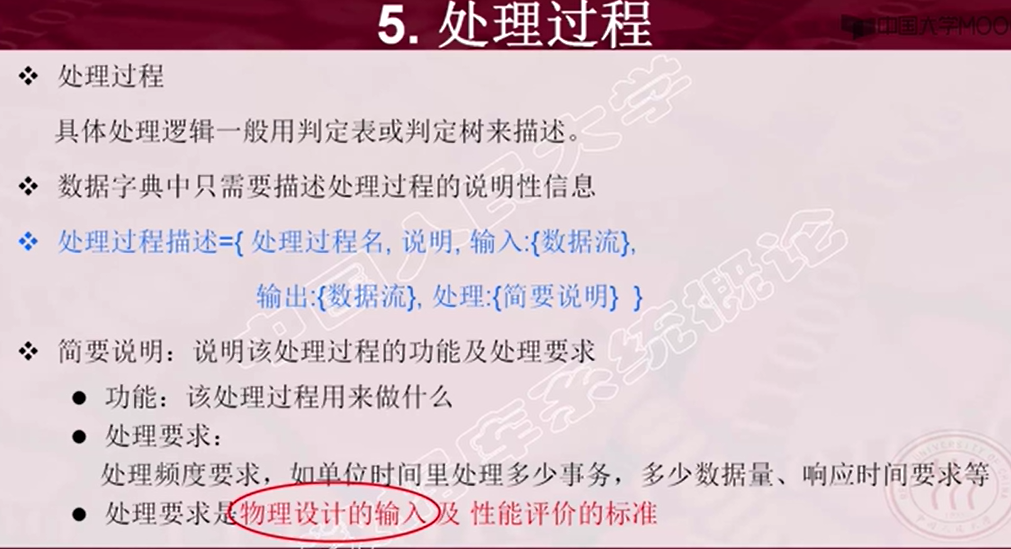 5. 处理过程
中国大学MOO
❖ 处理过程
具体处理逻辑一般用判定表或判定树来描述。
❖ 数据字典中只需要描述处理过程的说明性信息
❖ 处理过程描述={ 处理过程名, 说明, 输入:{数据流},
输出:{数据流}, 处理:{简要说明} }
❖ 简要说明：说明该处理过程的功能及处理要求
● 功能：该处理过程用来做什么
● 处理要求：
处理频度要求，如单位时间里处理多少事务，多少数据量、响应时间要求等
● 处理要求是物理设计的输入及 性能评价的标准
中国人民大学
数据库系统概论